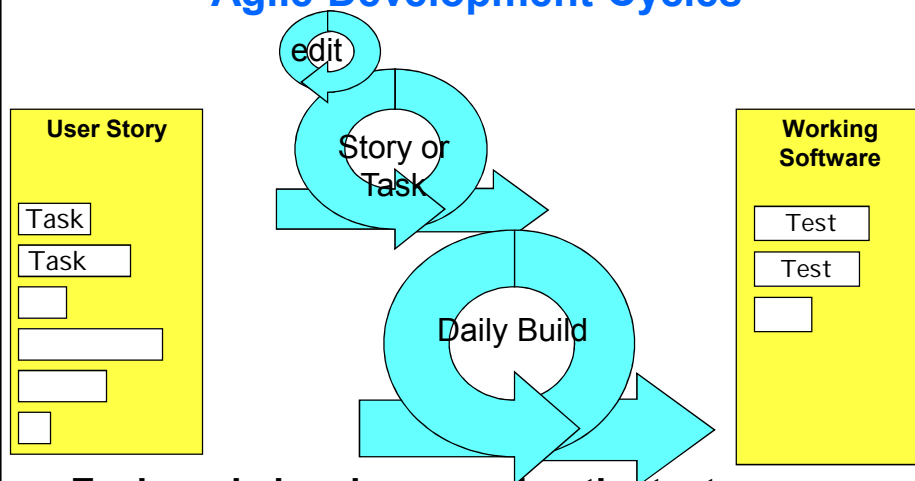 Agile Development Cycles
edit
User Story
Task
Task
Story or
Task
Daily Build
Working
Software
Test
Test